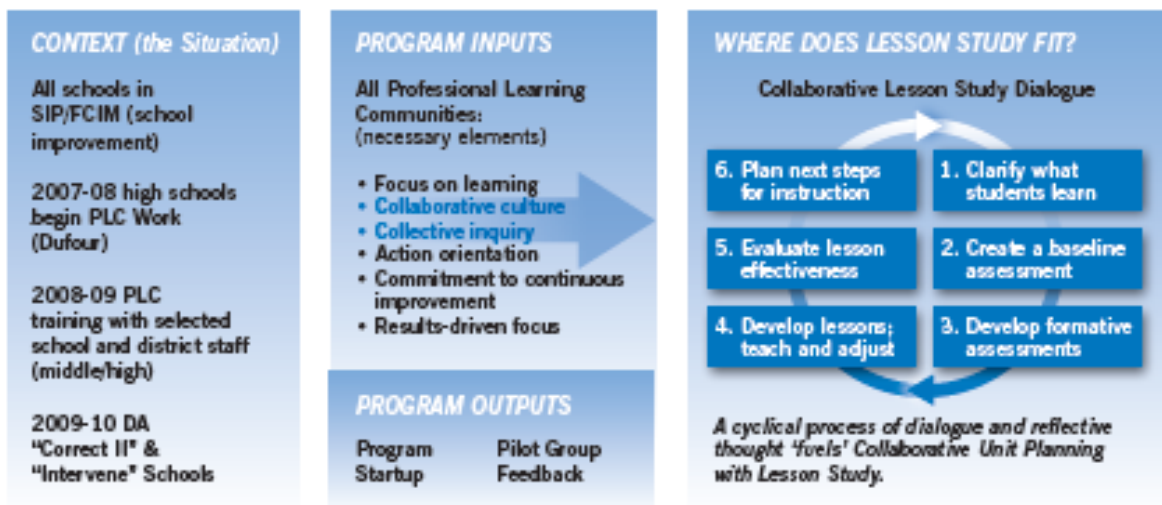 CONTEXT (the Situation)
All schools in
SIP/FCIM (school
improvement)
2007-08 high schools
begin PLC Work
(Dufour)
2008-09 PLC
training with selected
school and district staff
(middle/high)
2009-10 DA
“Correct II” &
“Intervene” Schools
PROGRAM INPUTS
All Professional Learning
Communities:
(necessary elements)
• Focus on learning
• Collaborative culture
• Collective inquiry
• Action orientation
• Commitment to continuous
improvement
• Results-driven focus
PROGRAM OUTPUTS
Program
Startup
Pilot Group
Feedback
WHERE DOES LESSON STUDY FIT?
Collaborative Lesson Study Dialogue
1. Clarify what
students learn
2. Create a baseline
assessment
3. Develop formative
assessments
4. Develop lessons;
teach and adjust
5. Evaluate lesson
effectiveness
6. Plan next steps
for instruction
A cyclical process of dialogue and reflective
thought ‘fuels’ Collaborative Unit Planning
with Lesson Study.